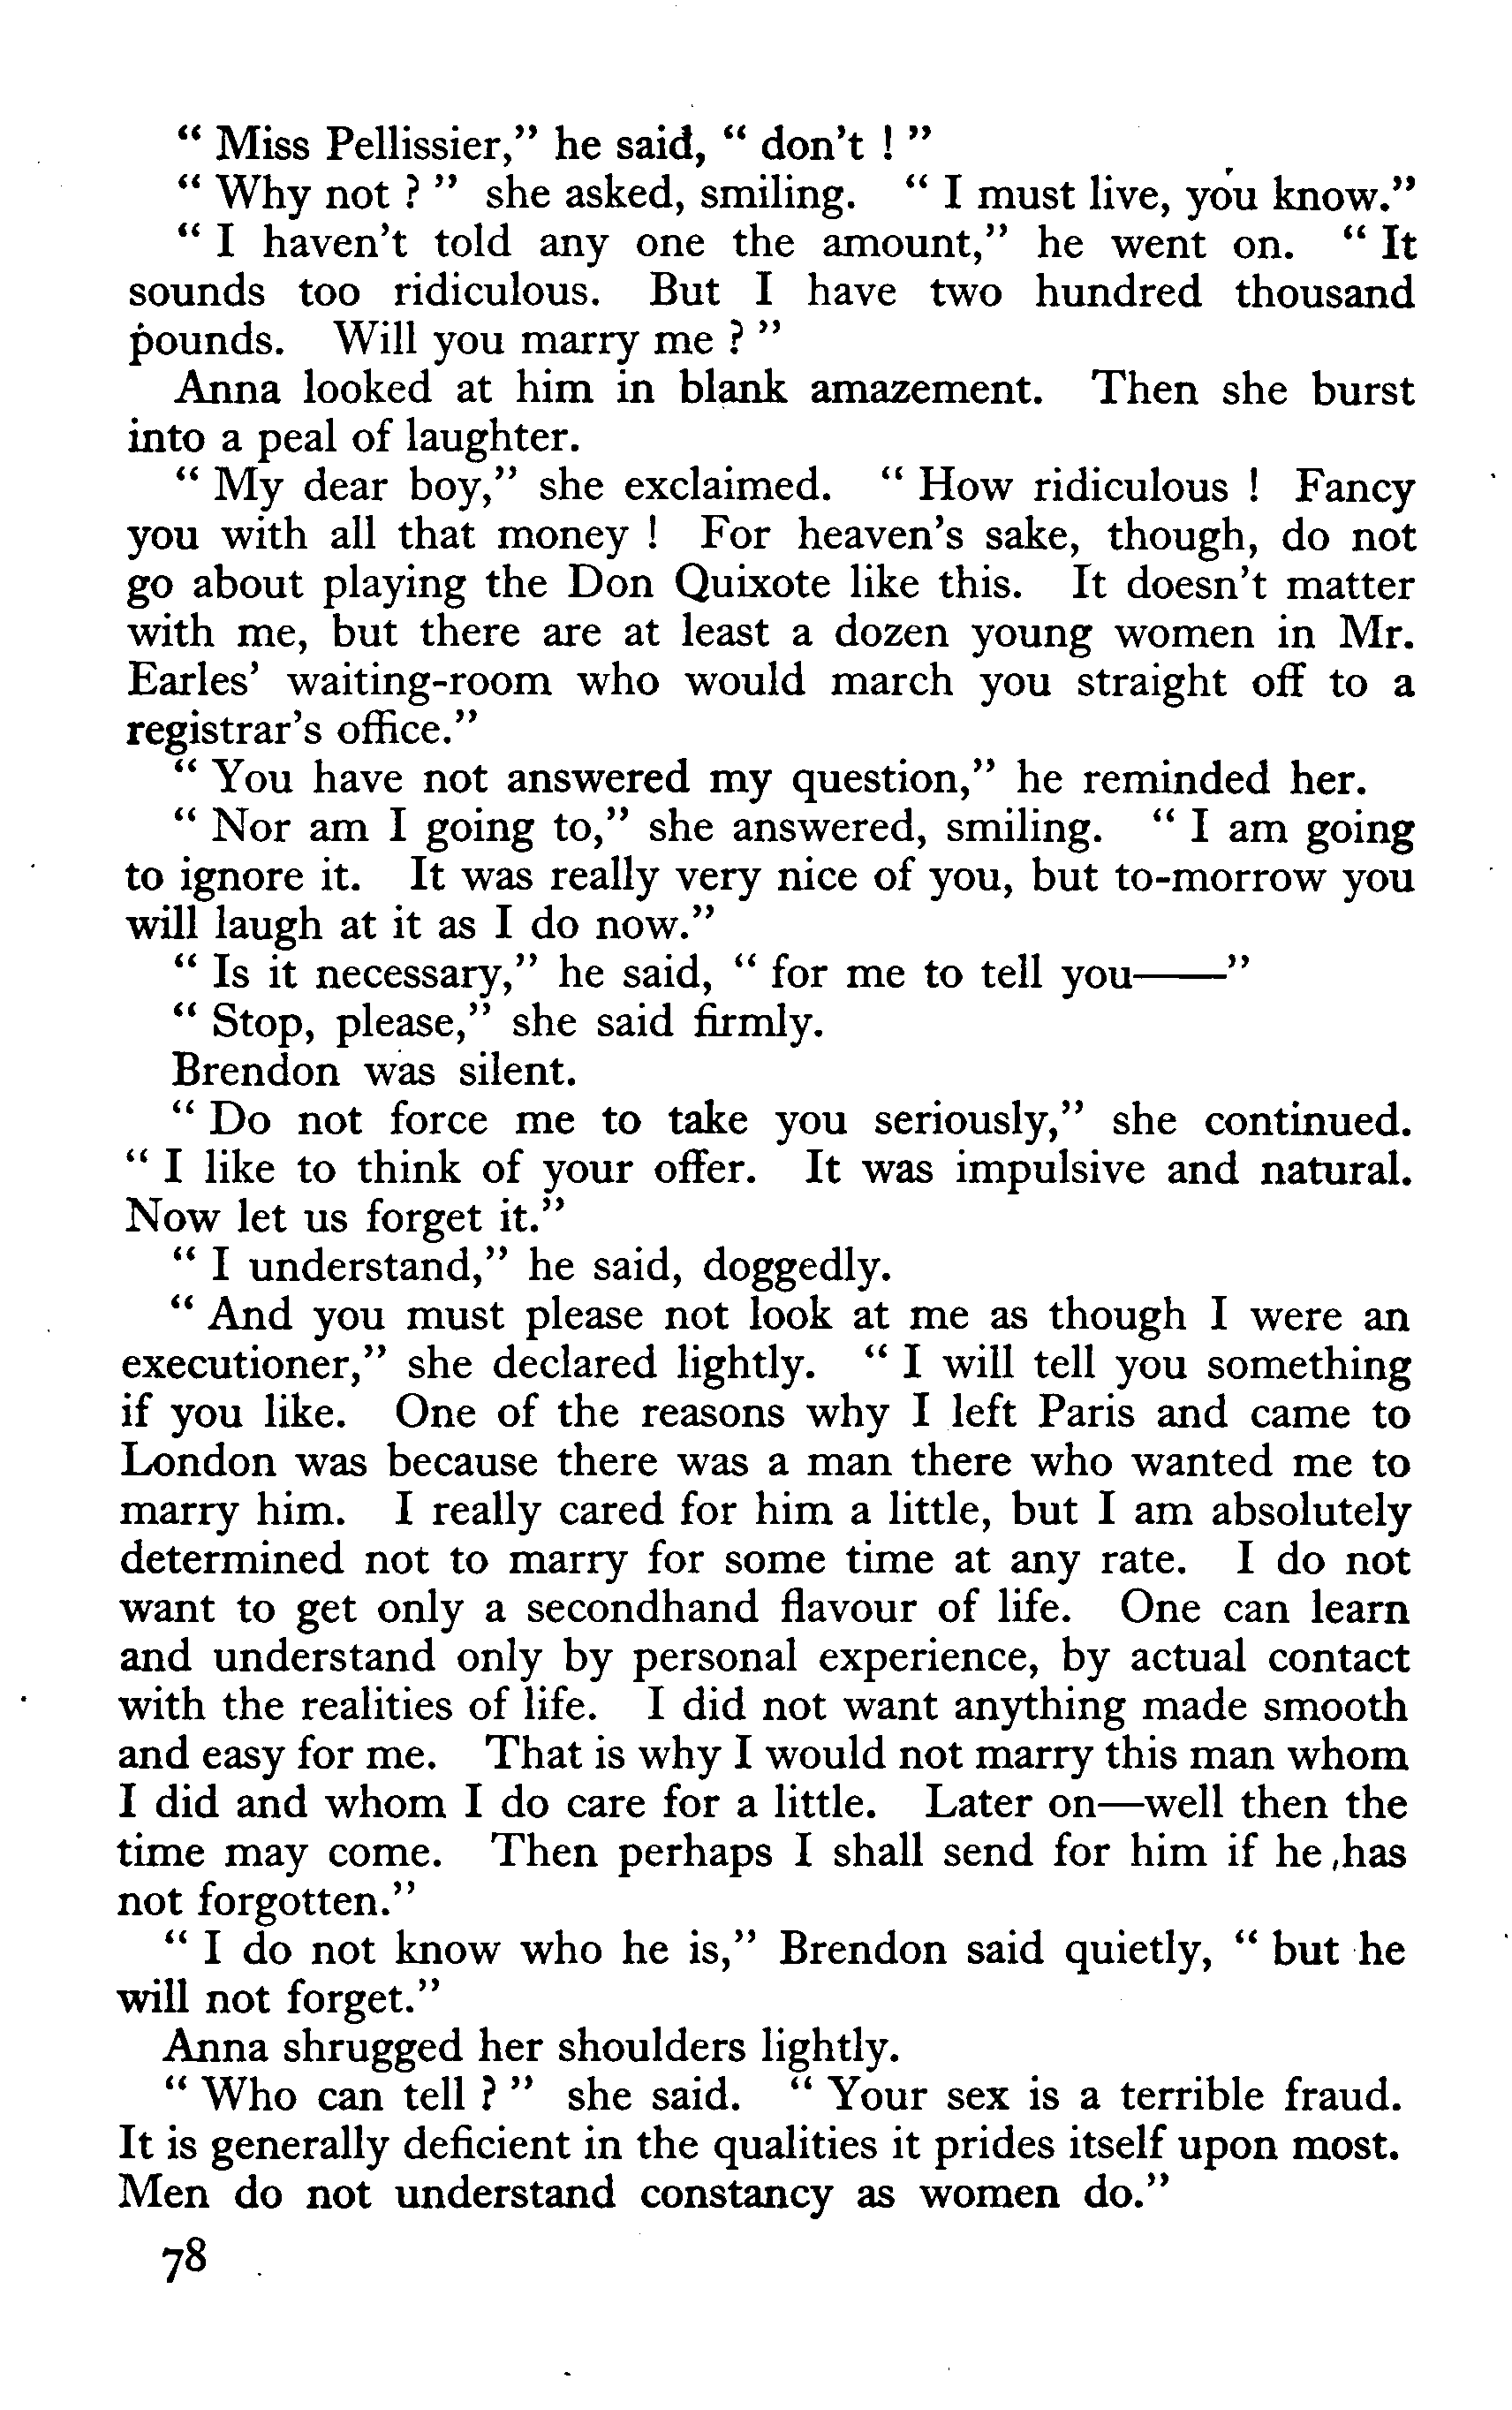 “ Miss Pellissier,” he said, “ don't ! ”
“ Why not ? ” she asked, smiling. “ I must live, you know.”
“ I haven't told any one the amount,” he went on. “ It
sounds too ridiculous. But I have two hundred thousand
pounds. Will you marry me ? ”
Anna looked at him in blank amazement. Then she burst
into a peal of laughter.
“ My dear boy,” she exclaimed. “ How ridiculous ! Fancy
you with all that money ! For heaven's sake, though, do not
go about playing the Don Quixote like this. It doesn't matter
with me, but there are at least a dozen young women in Mr.
Earles' waiting-room who would march you straight off to a
registrar's office.”
“ You have not answered my question,” he reminded her.
“ Nor am I going to,” she answered, smiling. “ I am going
to ignore it. It was really very nice of you, but to-morrow you
will laugh at it as I do now.”
“ Is it necessary,” he said, “ for me to tell you——”
“ Stop, please,” she said firmly.
Brendon was silent.
“ Do not force me to take you seriously,” she continued.
“ I like to think of your offer. It was impulsive and natural.
Now let us forget it.”
“ I understand,” he said, doggedly.
“ And you must please not look at me as though I were an
executioner,” she declared lightly. “ I will tell you something
if you like. One of the reasons why I left Paris and came to
London was because there was a man there who wanted me to
marry him. I really cared for him a little, but I am absolutely
determined not to marry for some time at any rate. I do not
want to get only a secondhand flavour of life. One can learn
and understand only by personal experience, by actual contact
with the realities of life. I did not want anything made smooth
and easy for me. That is why I would not marry this man whom
I did and whom I do care for a little. Later on—well then the
time may come. Then perhaps I shall send for him if he has
not forgotten.”
“ I do not know who he is,” Brendon said quietly, “ but he
will not forget.”
Anna shrugged her shoulders lightly.
“ Who can tell ? ” she said. “ Your sex is a terrible fraud.
It is generally deficient in the qualities it prides itself upon most.
Men do not understand constancy as women do.”
78